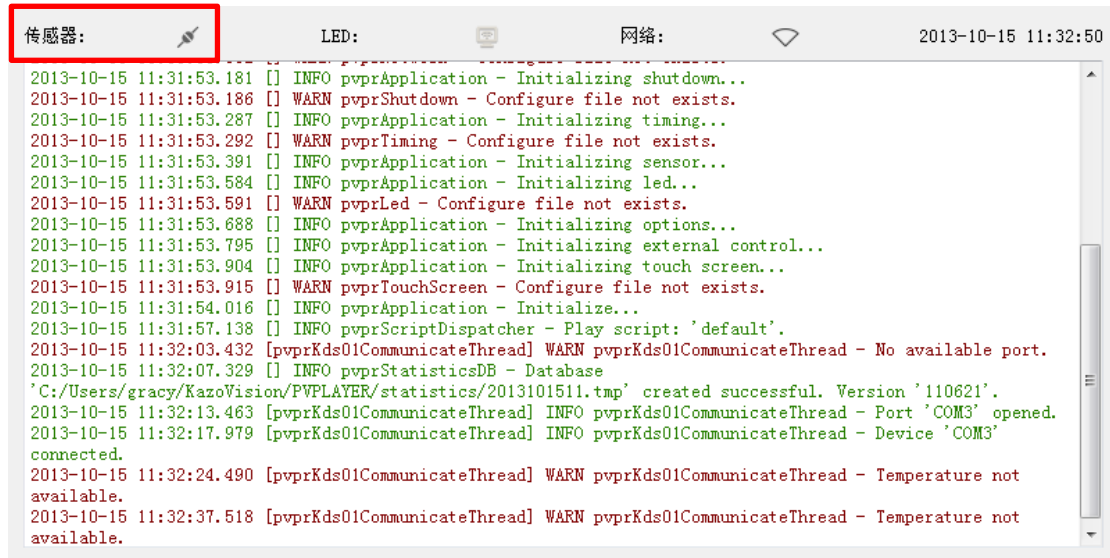 传感器: LED: 网络: 2013-10-15 11:32:50
2013-10-15 11:31:53.181 [] INFO pvprApplication - Initializing shutdown...
2013-10-15 11:31:53.186 [] WARN pvprShutdown - Configure file not exists.
2013-10-15 11:31:53.287 [] INFO pvprApplication - Initializing timing...
2013-10-15 11:31:53.292 [] WARN pvprTiming - Configure file not exists.
2013-10-15 11:31:53.391 [] INFO pvprApplication - Initializing sensor...
2013-10-15 11:31:53.584 [] INFO pvprApplication - Initializing led...
2013-10-15 11:31:53.591 [] WARN pvprLed - Configure file not exists.
2013-10-15 11:31:53.688 [] INFO pvprApplication - Initializing options...
2013-10-15 11:31:53.795 [] INFO pvprApplication - Initializing external control...
2013-10-15 11:31:53.904 [] INFO pvprApplication - Initializing touch screen...
2013-10-15 11:31:53.915 [] WARN pvprTouchScreen - Configure file not exists.
2013-10-15 11:31:54.016 [] INFO pvprApplication - Initialize...
2013-10-15 11:31:57.138 [] INFO pvprScriptDispatcher - Play script: 'default'.
2013-10-15 11:32:03.432 [pvprKds01CommunicateThread] WARN pvprKds01CommunicateThread - No available port.
2013-10-15 11:32:07.329 [] INFO pvprStatisticsDB - Database
'C:/Users/gracy/KazoVision/PVPLAYER/statistics/2013101511.tmp' created successful. Version '110621'.
2013-10-15 11:32:13.463 [pvprKds01CommunicateThread] INFO pvprKds01CommunicateThread - Port 'COM3' opened.
2013-10-15 11:32:17.979 [pvprKds01CommunicateThread] INFO pvprKds01CommunicateThread - Device 'COM3'
connected.
2013-10-15 11:32:24.490 [pvprKds01CommunicateThread] WARN pvprKds01CommunicateThread - Temperature not
available.
2013-10-15 11:32:37.518 [pvprKds01CommunicateThread] WARN pvprKds01CommunicateThread - Temperature not
available.